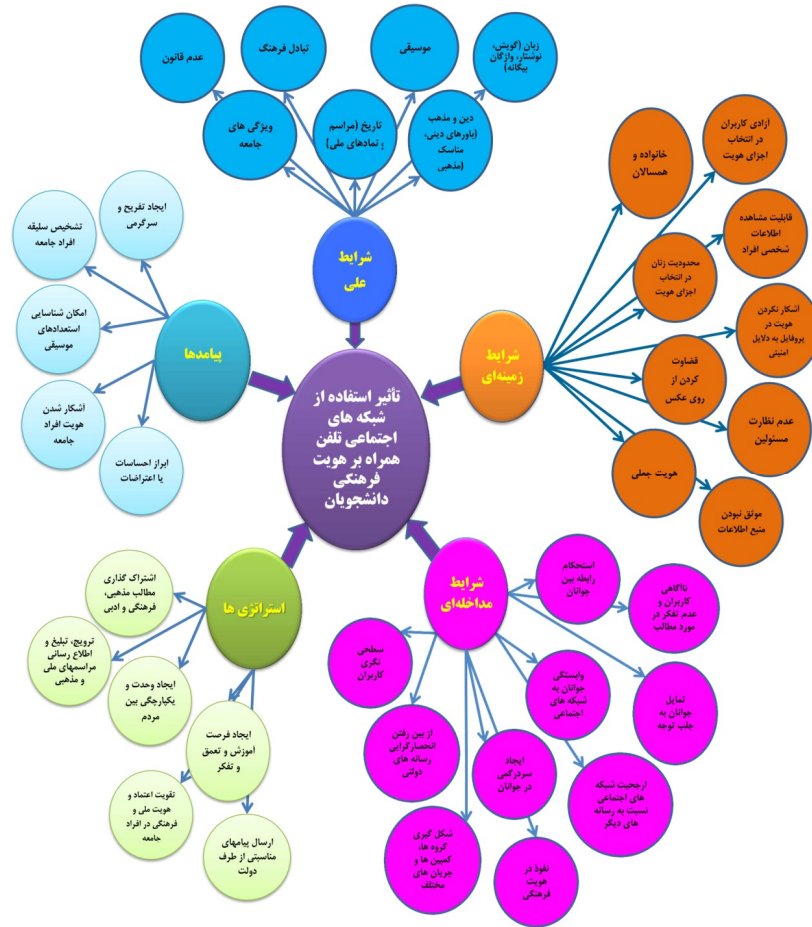 زبان (گویش،
نوشتار، واژگان
بیگانه)
موسیقی
تبادل فرهنگ
عدم قانون
دین و مذهب
(باورهای دینی،
مناسک
مذهبی)
تاریخ (مراسم
و نمادهای ملی)
ویژگی های
جامعه
شرایط
علی
آزادی کاربران
در انتخاب
اجزای هویت
خانواده و
همسالان
قابلیت مشاهده
اطلاعات
شخصی افراد
محدودیت زنان
در انتخاب
اجزای هویت
آشکار نکردن
هویت در
پروفایل به دلایل
امنیتی
قضاوت
کردن از
روی عکس
عدم نظارت
مسئولین
هویت جعلی
موثق نبودن
منبع اطلاعات
شرایط
زمینه‌ای
ایجاد تفریح و
سرگرمی
تشخیص سلیقه
افراد جامعه
امکان شناسایی
استعدادهای
موسیقی
آشکار شدن
هویت افراد
جامعه
ابراز احساسات
یا اعتراضات
پیامدها
تأثیر استفاده از
شبکه های
اجتماعی تلفن
همراه بر هویت
فرهنگی
دانشجویان
شرایط
مداخله‌ای
استحکام
رابطه بین
جوانان
ناآگاهی
کاربران و
عدم تفکر در
مورد مطالب
سطحی
نگری
کاربران
وابستگی
جوانان به
شبکه های
اجتماعی
تمایل
جوانان به
جلب توجه
از بین رفتن
انحصارگرایی
رسانه های
دولتی
ایجاد
سردرگمی
در جوانان
ارجحیت شبکه
های اجتماعی
نسبت به رسانه
های دیگر
شکل گیری
گروه ها،
کمپین ها و
جریان های
مختلف
نفوذ در
هویت
فرهنگی
استراتژی ها
اشتراک گذاری
مطالب مذهبی،
فرهنگی و ادبی
ترویج، تبلیغ و
اطلاع رسانی
مراسمهای ملی
و مذهبی
ایجاد وحدت و
یکپارچگی بین
مردم
ایجاد فرصت
آموزش و تعمق
و تفکر
تقویت اعتماد و
هویت ملی و
فرهنگی در افراد
جامعه
ارسال پیامهای
مناسبتی از طرف
دولت